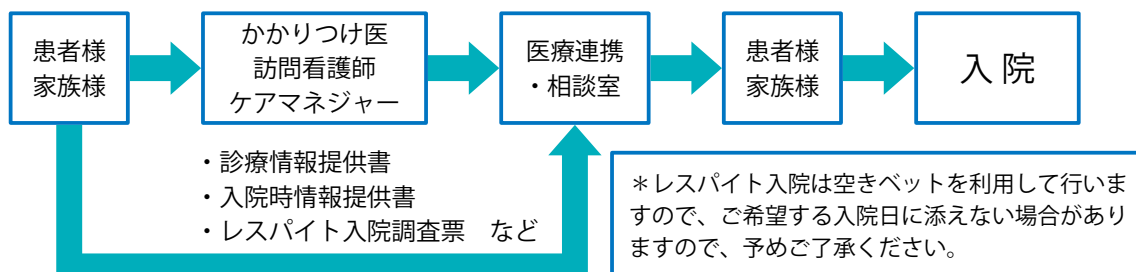 患者様
家族様
かかりつけ医
訪問看護師
ケアマネジャー
医療連携
・相談室
患者様
家族様
入院
・診療情報提供書
・入院時情報提供書
・レスパイト入院調査票　など
＊レスパイト入院は空きベットを利用して行いま
すので、ご希望する入院日に添えない場合があり
ますので、予めご了承ください。